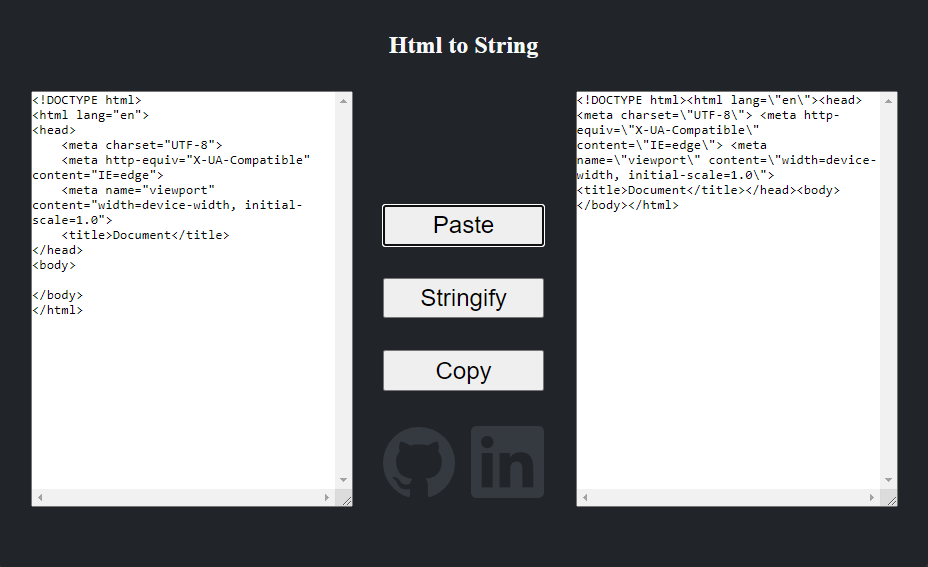 Html to String
<!DOCTYPE html>
<html lang="en">
<head>
    <meta charset="UTF-8">
    <meta http-equiv="X-UA-Compatible"
content="IE=edge">
    <meta name="viewport"
content="width=device-width, initial-
scale=1.0">
    <title>Document</title>
</head>
<body>

</body>
</html>
Paste
Stringify
Copy
in
<!DOCTYPE html><html lang=\"en\"><head>
<meta charset=\"UTF-8\"> <meta http-
equiv=\"X-UA-Compatible\"
content=\"IE=edge\"> <meta
name=\"viewport\" content=\"width=device-
width, initial-scale=1.0\">
<title>Document</title></head><body>
</body></html>